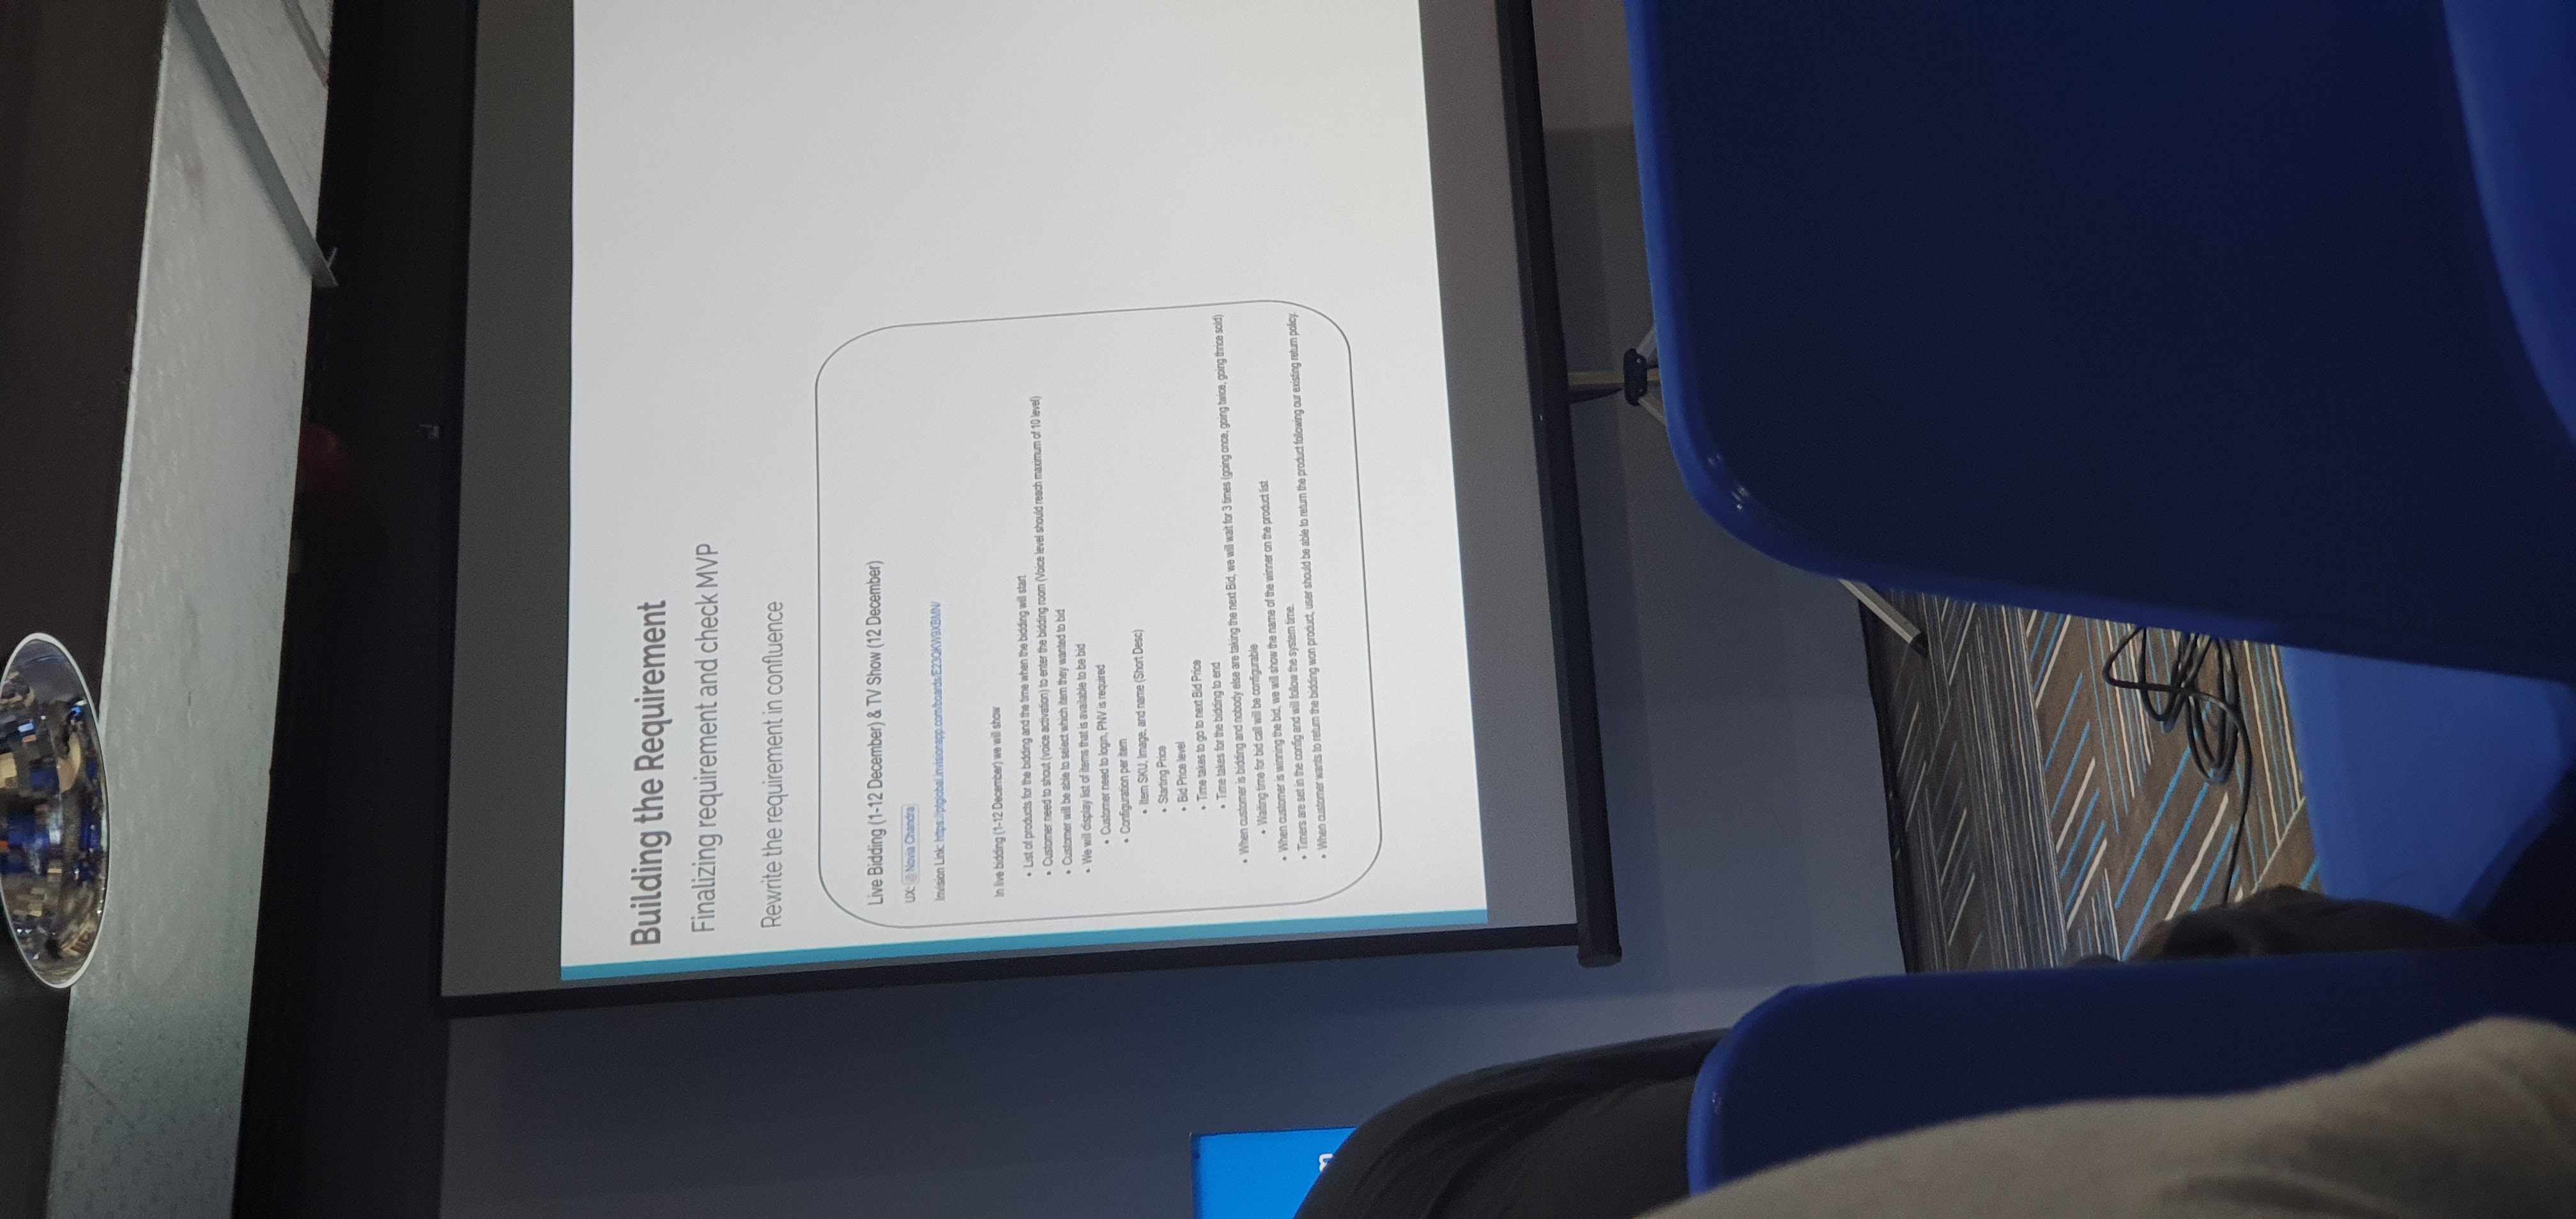 Building the Requirement
Finalizing requirement and check MVP
Rewrite the requirement in confluence
Live Bidding (1-12 December) & TV Show (12 December)
UX: @Novia Chandra
Invision Link: https://ptglobal.invisionapp.com/boards/E23QKW9XBMN/
In live bidding (1-12 December) we will show
• List of products for the bidding and the time when the bidding will start
• Customer need to shout (voice activation) to enter the bidding room (Voice level should reach maximum of 10 level)
• Customer will be able to select which item they wanted to bid
• We will display list of items that is available to be bid
• Customer need to login, PNV is required
• Configuration per item
• Item SKU, Image, and name (Short Desc)
• Starting Price
• Bid Price level
• Time takes to go to next Bid Price
• Time takes for the bidding to end
• When customer is bidding and nobody else are taking the next Bid, we will wait for 3 times (going once, going twice, going thrice sold)
• Waiting time for bid call will be configurable
• When customer is winning the bid, we will show the name of the winner on the product list
• Timers are set in the config and will follow the system time.
• When customer wants to return the bidding won product, user should be able to return the product following our existing return policy.
m